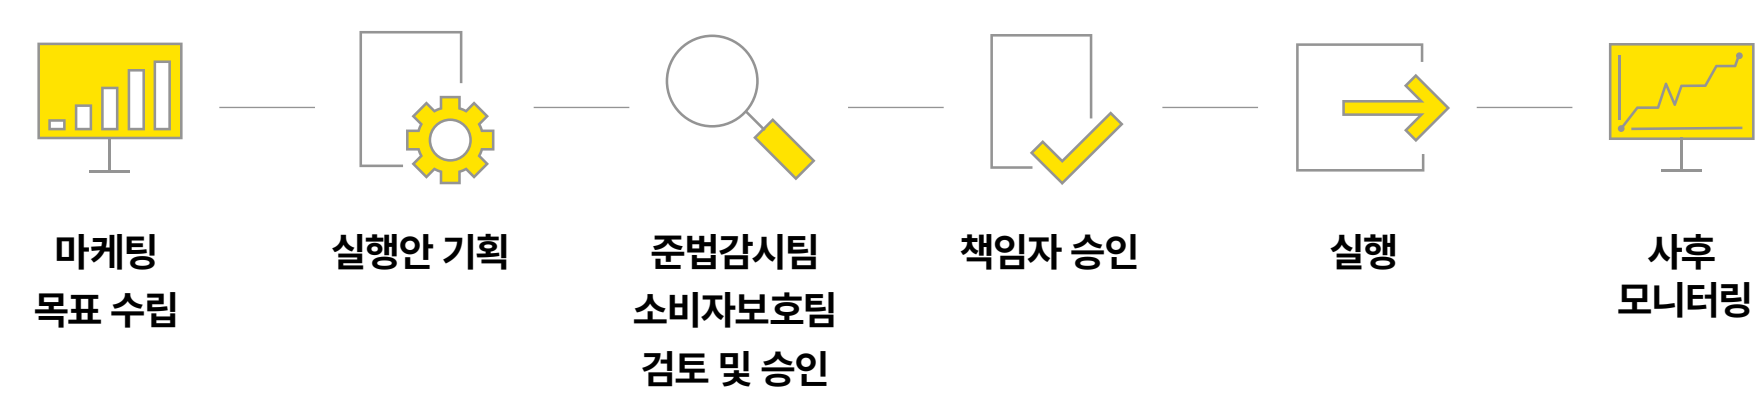 마케팅
목표 수립
실행안 기획
준법감시팀
소비자보호팀
검토 및 승인
책임자 승인
실행
사후
모니터링